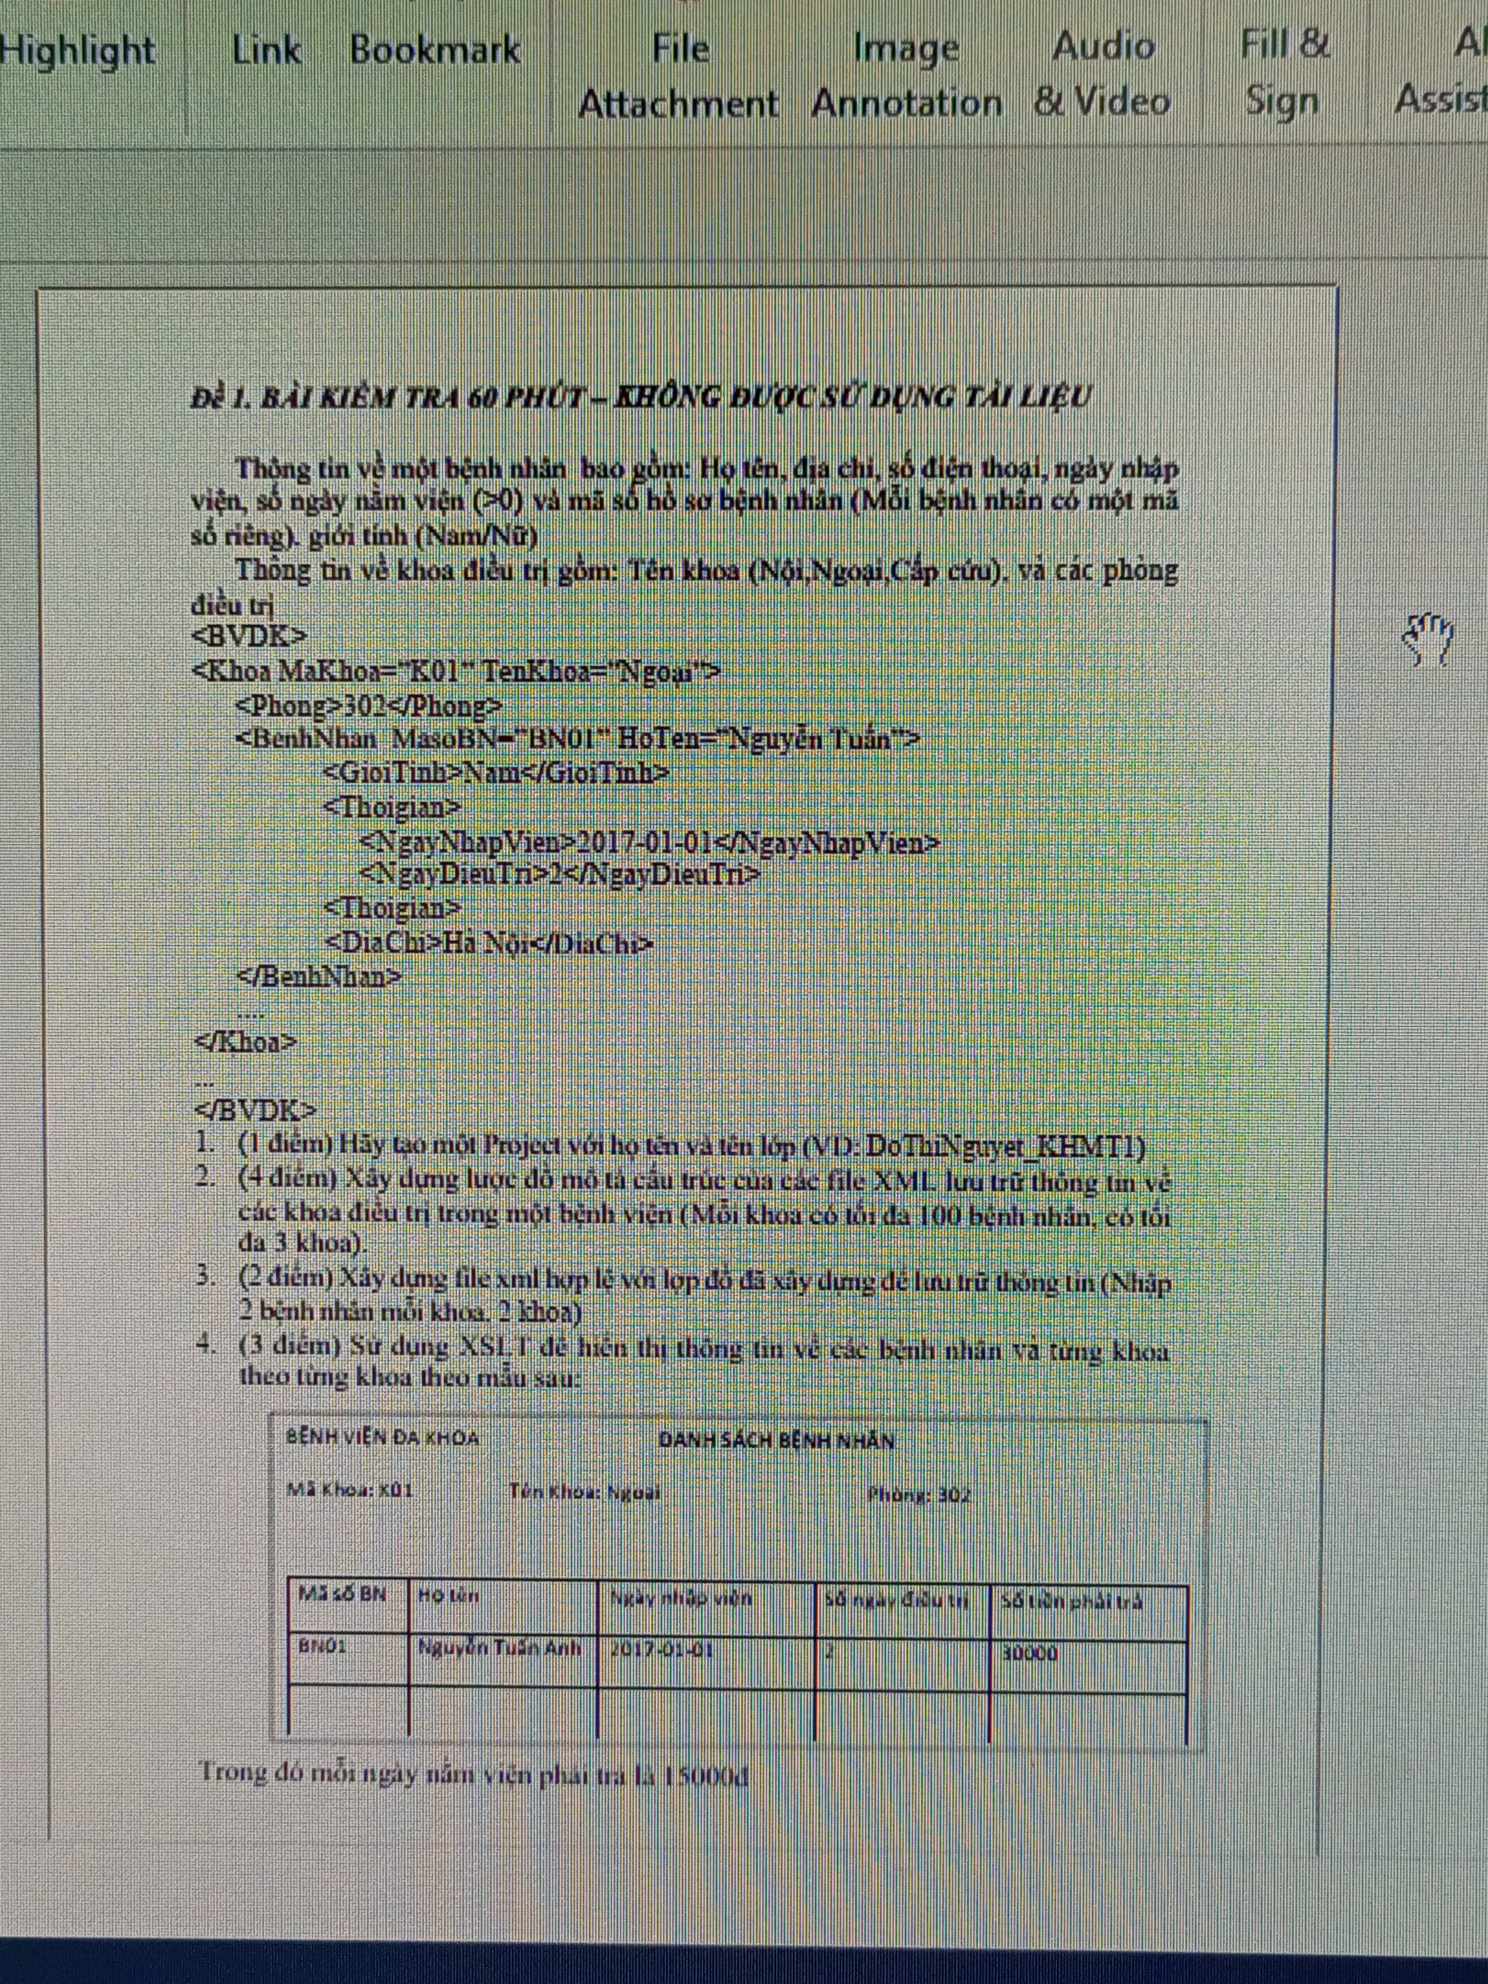 Highlight
Link
Bookmark
File
Attachment
Image
Annotation
Audio
& Video
Fill &
Sign
Assist
Đề 1. BÀI KIỂM TRA 60 PHÚT – KHÔNG ĐƯỢC SỬ DỤNG TÀI LIỆU
Thông tin về một bệnh nhân bao gồm: Họ tên, địa chỉ, số điện thoại, ngày nhập
viện, số ngày nằm viện (>0) và mã số hồ sơ bệnh nhân (Mỗi bệnh nhân có một mã
số riêng). giới tính (Nam/Nữ)
Thông tin về khoa điều trị gồm: Tên khoa (Nội,Ngoại,Cấp cứu). và các phòng
điều trị
<BVDK>
<Khoa MaKhoa="K01" TenKhoa="Ngoại">
<Phong>302</Phong>
<BenhNhan MasoBN="BN01" HoTen="Nguyễn Tuấn">
<GioiTinh>Nam</GioiTinh>
<Thoigian>
<NgayNhapVien>2017-01-01</NgayNhapVien>
<NgayDieuTri>2</NgayDieuTri>
<Thoigian>
<DiaChi>Hà Nội</DiaChi>
</BenhNhan>
....
</Khoa>
...
</BVDK>
1. (1 điểm) Hãy tạo một Project với họ tên và tên lớp (VD: DoThiNguyet_KHMT1)
2. (4 điểm) Xây dựng lược đồ mô tả cấu trúc của các file XML lưu trữ thông tin về
các khoa điều trị trong một bệnh viện (Mỗi khoa có tối đa 100 bệnh nhân, có tối
đa 3 khoa).
3. (2 điểm) Xây dựng file xml hợp lệ với lợp đồ đã xây dựng để lưu trữ thông tin (Nhập
2 bệnh nhân mỗi khoa, 2 khoa)
4. (3 điểm) Sử dụng XSLT để hiển thị thông tin về các bệnh nhân và từng khoa
theo từng khoa theo mẫu sau:
BỆNH VIỆN ĐA KHOA DANH SÁCH BỆNH NHÂN
Mã Khoa: K01 Tên Khoa: Ngoại Phòng: 302
Mã số BN Họ tên Ngày nhập viện Số ngày điều trị Số tiền phải trả
BN01 Nguyễn Tuấn Anh 2017-01-01 2 30000
Trong đó mỗi ngày nằm viện phải trả là 15000đ